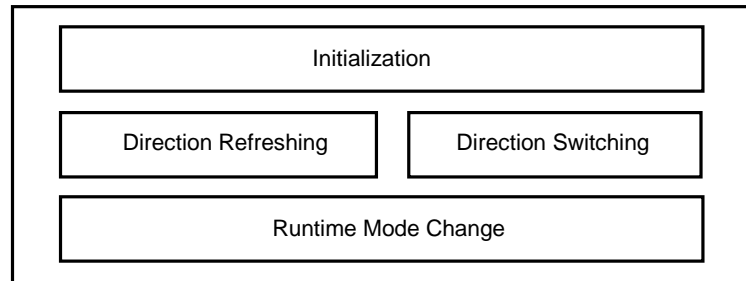 Initialization
Direction Refreshing
Direction Switching
Runtime Mode Change